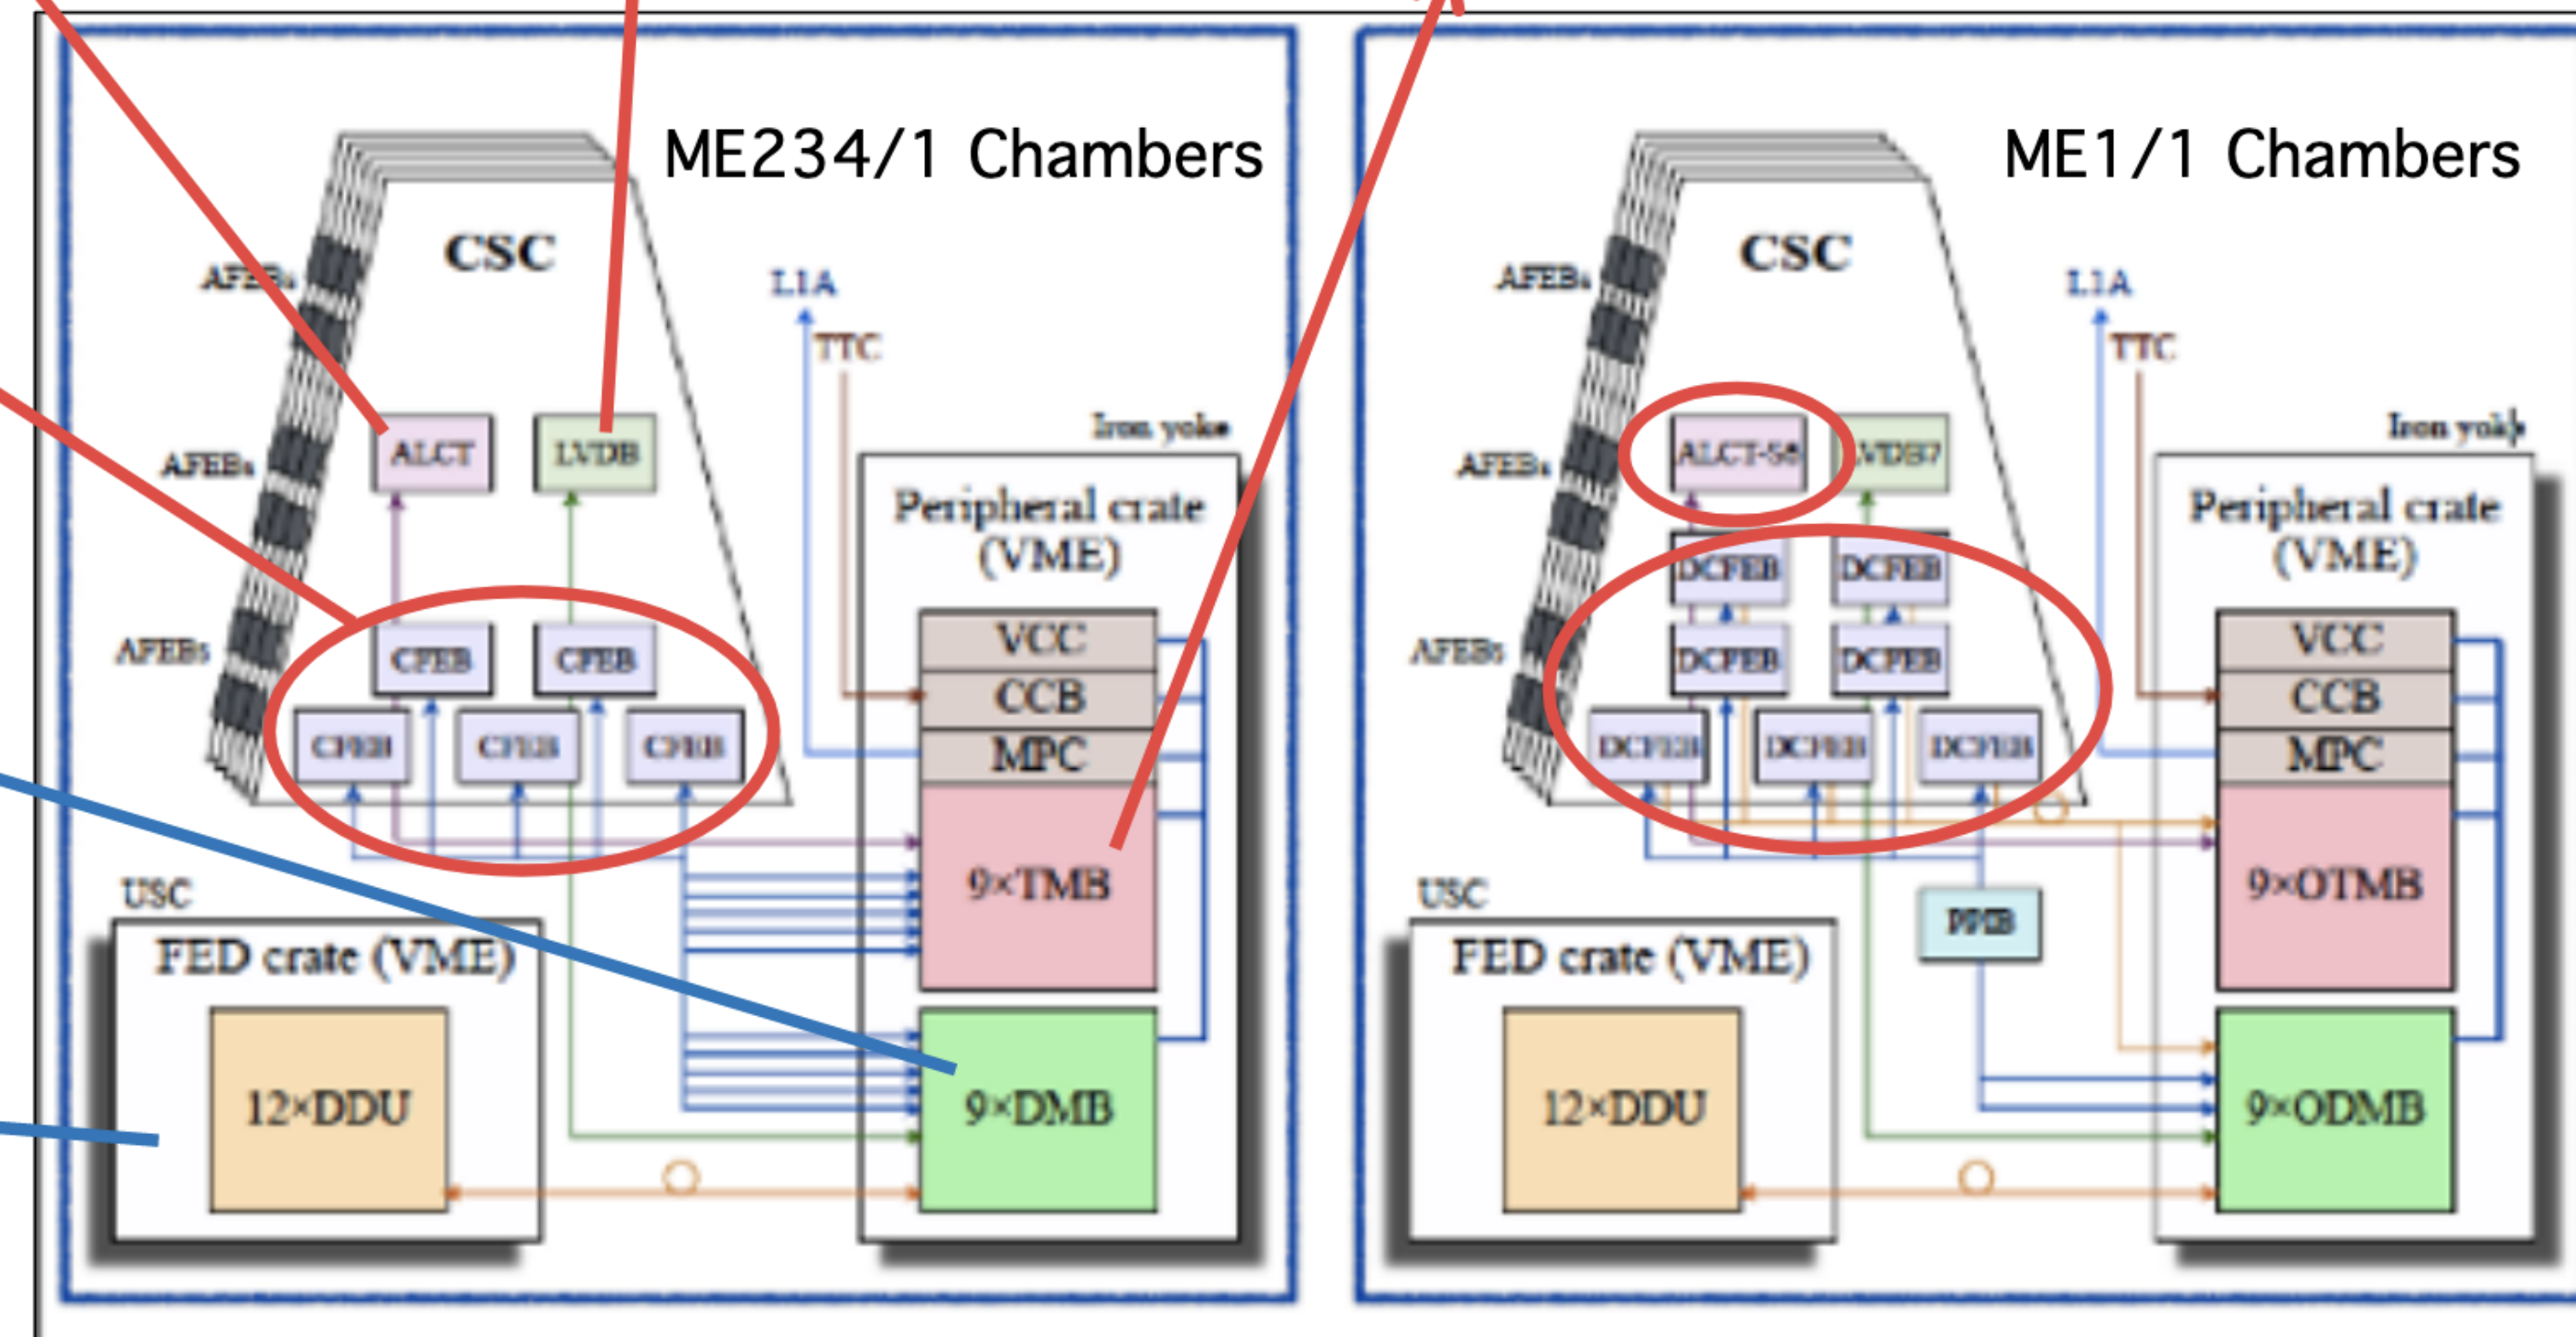 ME234/1 Chambers
CSC
AFEBs
L1A
TTC
Iron yoke
ALCT
LVDB
AFEBs
Peripheral crate
(VME)
VCC
AFEBs
CFEB
CFEB
CCB
CFEB
CFEB
CFEB
MPC
9×TMB
USC
FED crate (VME)
12×DDU
9×DMB
ME1/1 Chambers
CSC
AFEBs
L1A
TTC
Iron yoke
ALCT-S6
LVDB7
AFEBs
Peripheral crate
(VME)
DCFEB
DCFEB
VCC
AFEBs
DCFEB
DCFEB
CCB
DCFEB
DCFEB
DCFEB
MPC
9×OTMB
USC
PPIB
FED crate (VME)
12×DDU
9×ODMB